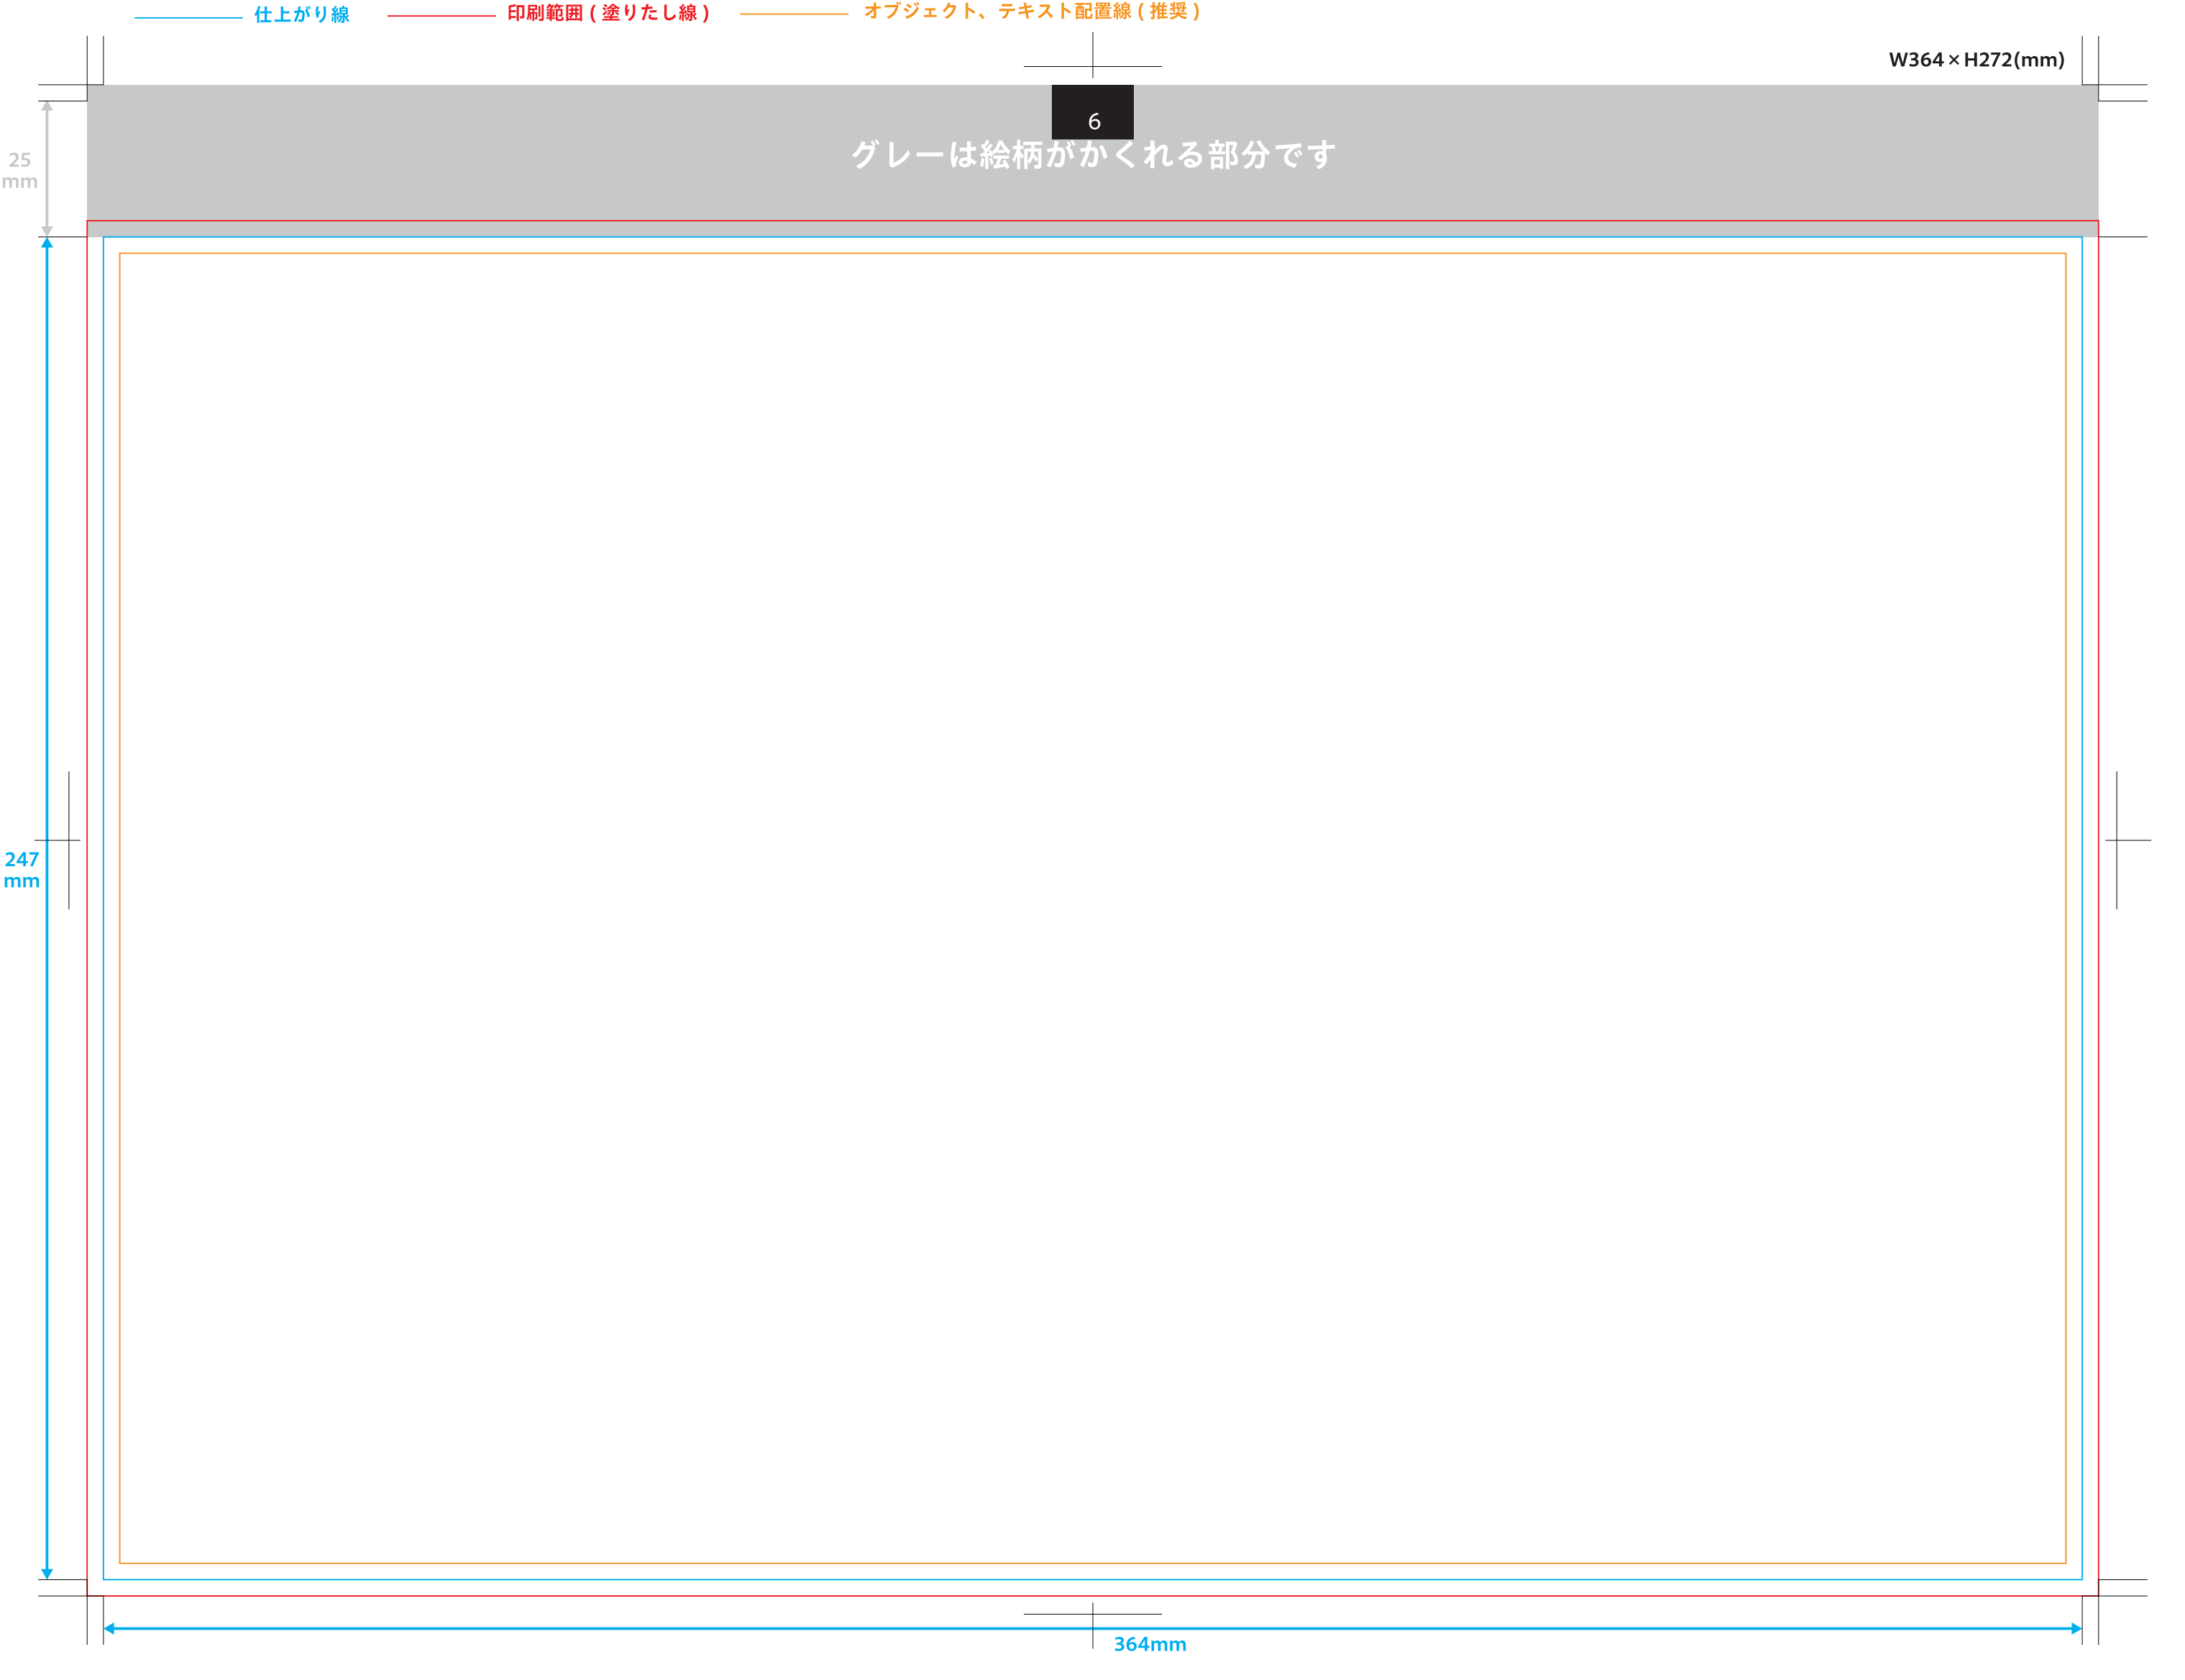 仕上がり線
印刷範囲 ( 塗りたし線 )
オブジェクト、テキスト配置線 ( 推奨 )
W364×H272(mm)
6
グレーは絵柄ががくれる部分です
25
mm
247
mm
364mm